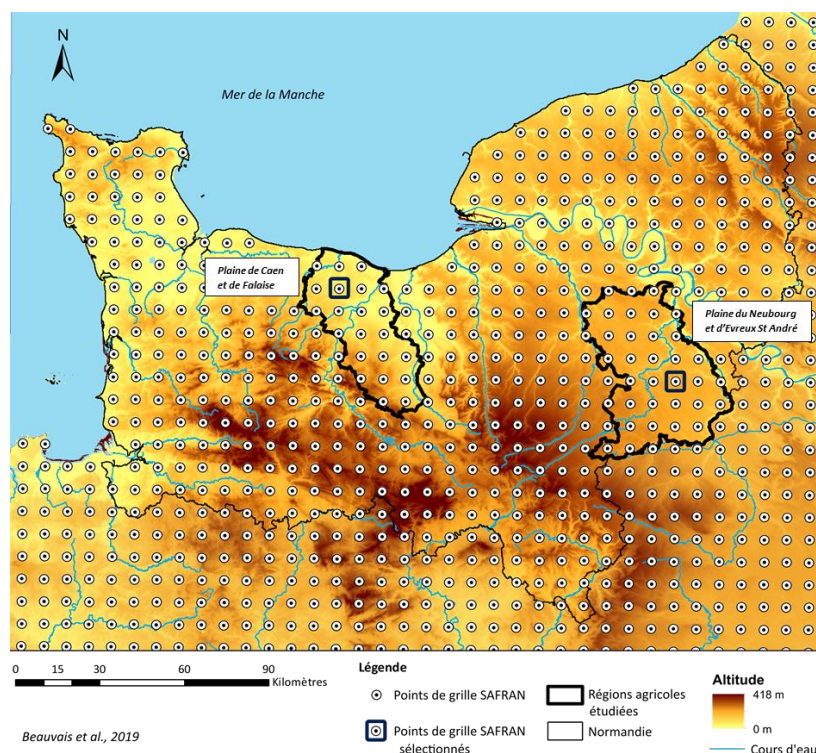 N
Mer de la Manche
Plaine de Caen
et de Falaise
Plaine du Neubourg
et d'Evreux St André
0 15 30 60 90
Kilomètres
Légende
Points de grille SAFRAN
Points de grille SAFRAN
sélectionnés
Régions agricoles
étudiées
Normandie
Altitude
418 m
0 m
Cours d'eau
Beauvais et al., 2019